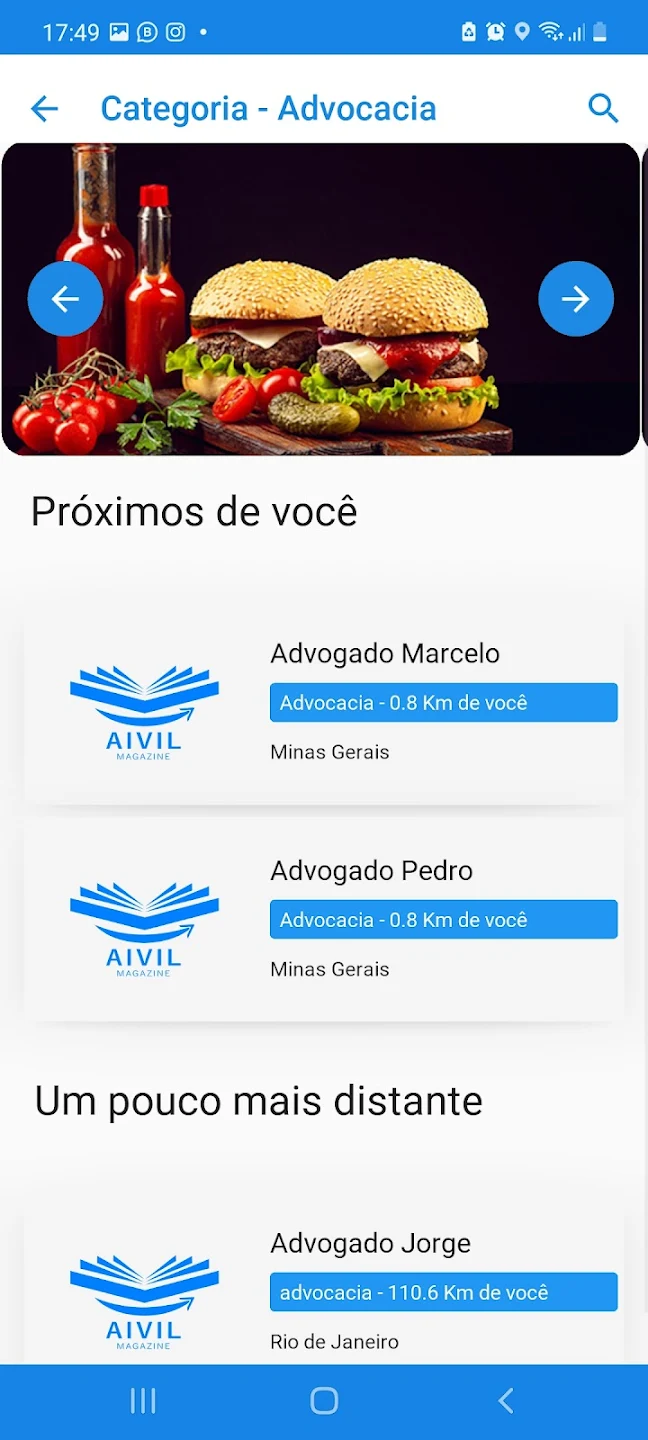 17:49
Categoria - Advocacia
Próximos de você
Advogado Marcelo
Advocacia - 0.8 Km de você
Minas Gerais
AIVIL
MAGAZINE
Advogado Pedro
Advocacia - 0.8 Km de você
Minas Gerais
AIVIL
MAGAZINE
Um pouco mais distante
Advogado Jorge
advocacia - 110.6 Km de você
Rio de Janeiro
AIVIL
MAGAZINE